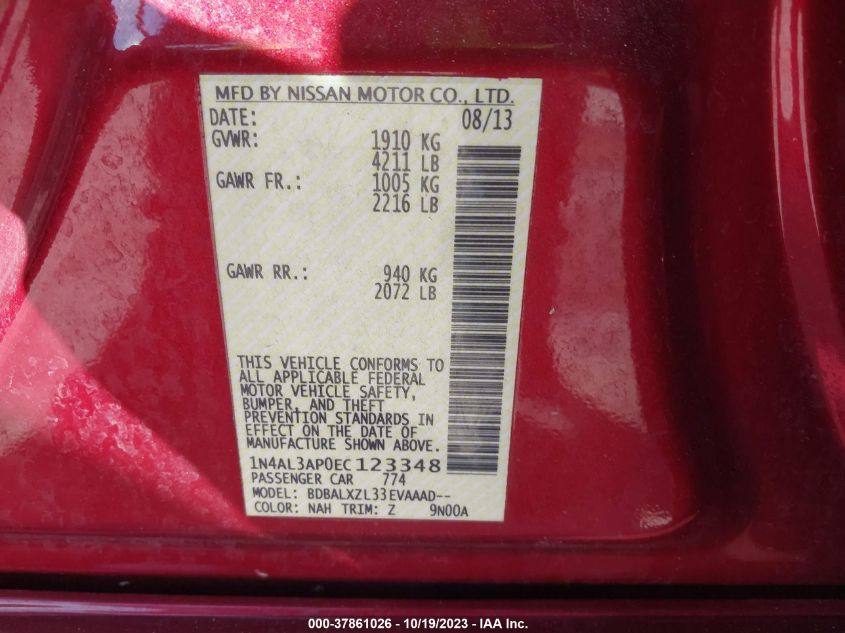 MFD BY NISSAN MOTOR CO., LTD.
DATE: 08/13
GVWR: 1910 KG
4211 LB
GAWR FR.: 1005 KG
2216 LB
GAWR RR.: 940 KG
2072 LB
THIS VEHICLE CONFORMS TO
ALL APPLICABLE FEDERAL
MOTOR VEHICLE SAFETY,
BUMPER, AND THEFT
PREVENTION STANDARDS IN
EFFECT ON THE DATE OF
MANUFACTURE SHOWN ABOVE.
1N4AL3AP0EC123348
PASSENGER CAR 774
MODEL: BDBALXZL33EVAAAD--
COLOR: NAH TRIM: Z 9N00A
000-37861026 - 10/19/2023 - IAA Inc.